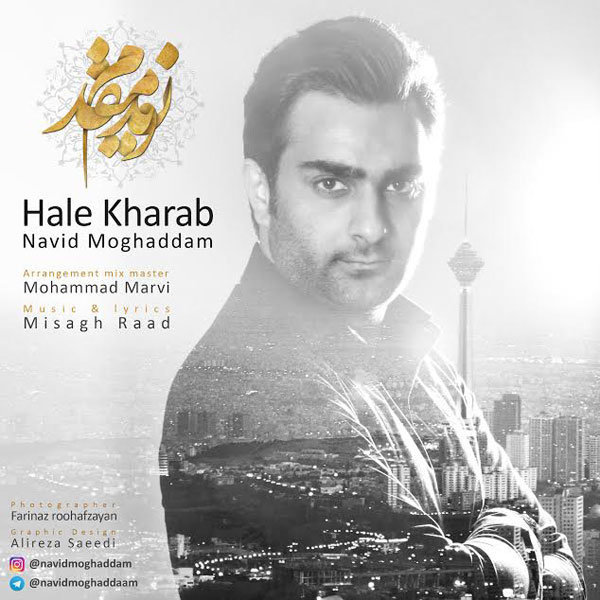 نوید مقدم
Hale Kharab
Navid Moghaddam
Arrangement mix master
Mohammad Marvi
Music & lyrics
Misagh Raad
Photographer
Farinaz roohafzayan
Graphic Design
Alireza Saeedi
@navidmoghaddam
@navidmoghaddaam